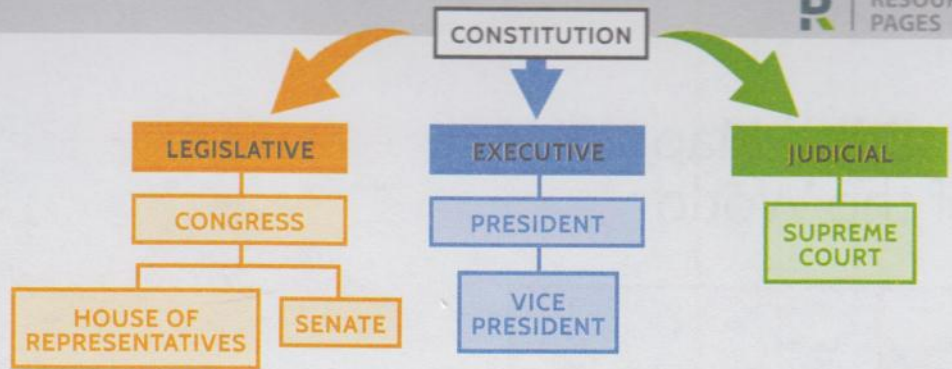 PAGES
CONSTITUTION
LEGISLATIVE
EXECUTIVE
JUDICIAL
CONGRESS
PRESIDENT
SUPREME
COURT
HOUSE OF
REPRESENTATIVES
SENATE
VICE
PRESIDENT